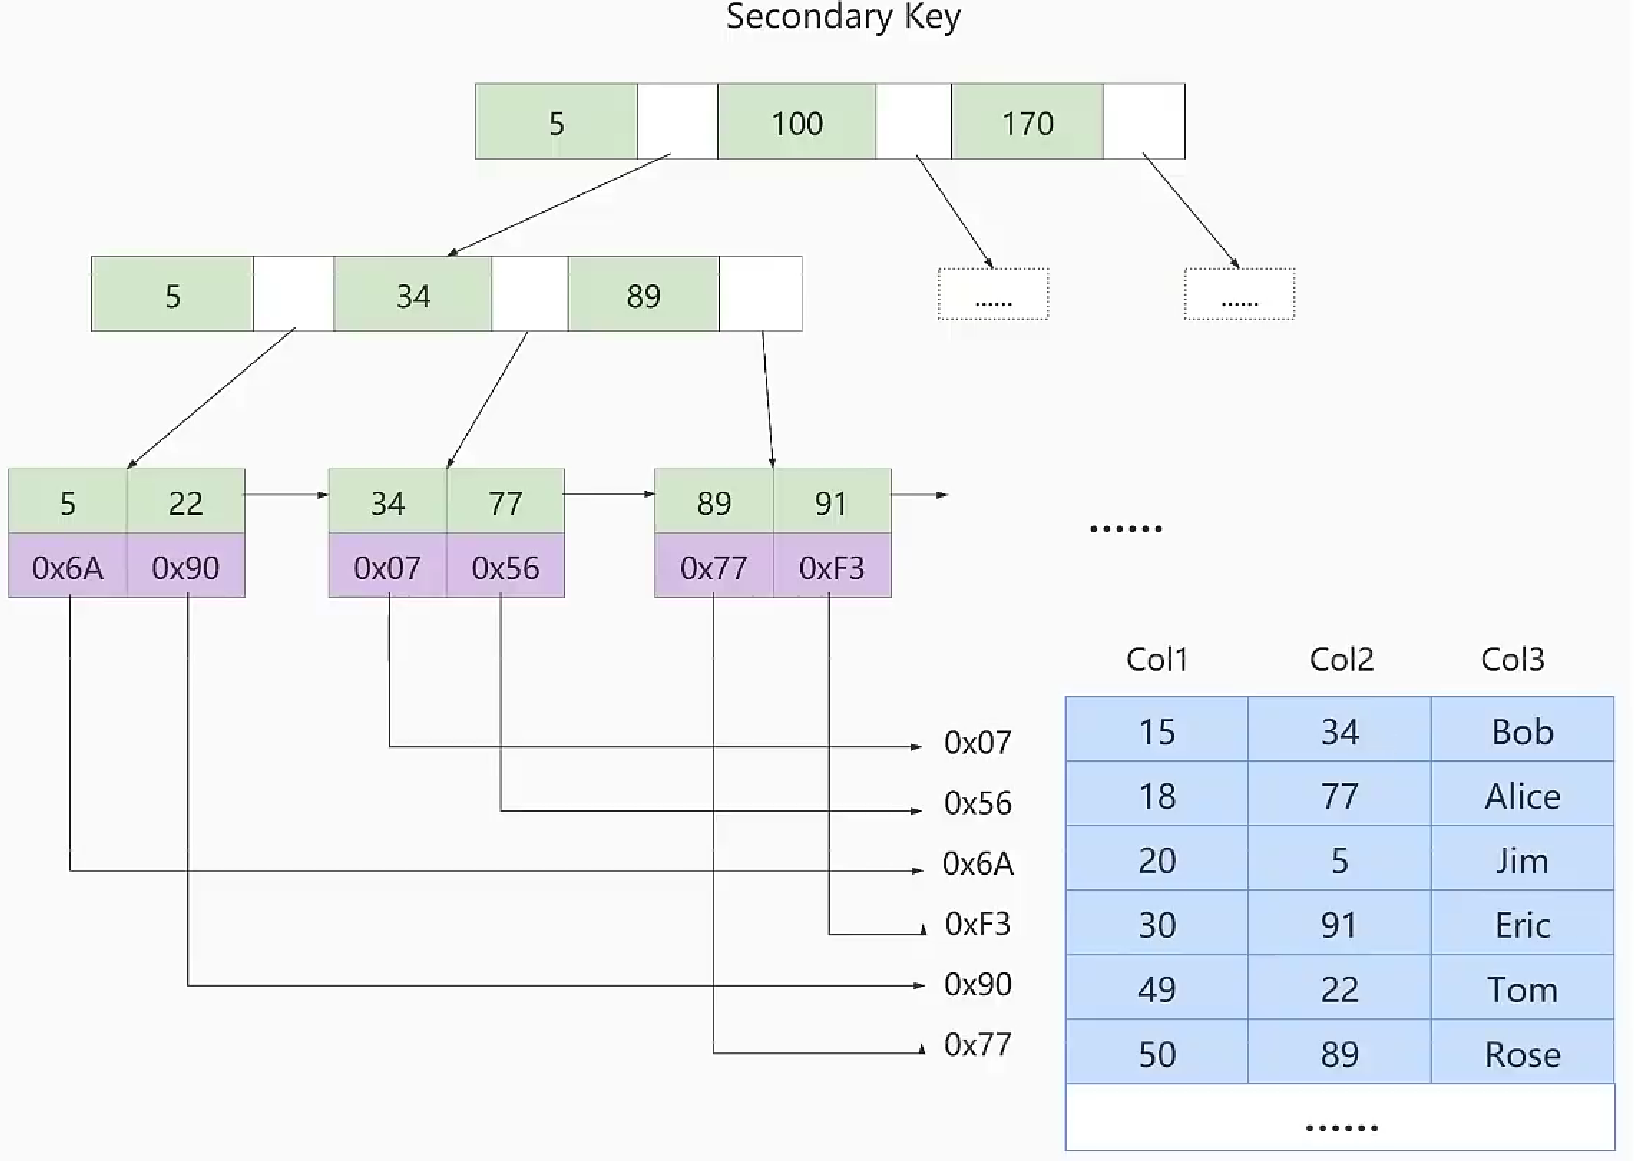 Secondary Key
5 100 170
5 34 89
...... ......
5 22 34 77 89 91
0x6A 0x90 0x07 0x56 0x77 0xF3
......
Col1 Col2 Col3
0x07 15 34 Bob
0x56 18 77 Alice
0x6A 20 5 Jim
0xF3 30 91 Eric
0x90 49 22 Tom
0x77 50 89 Rose
......